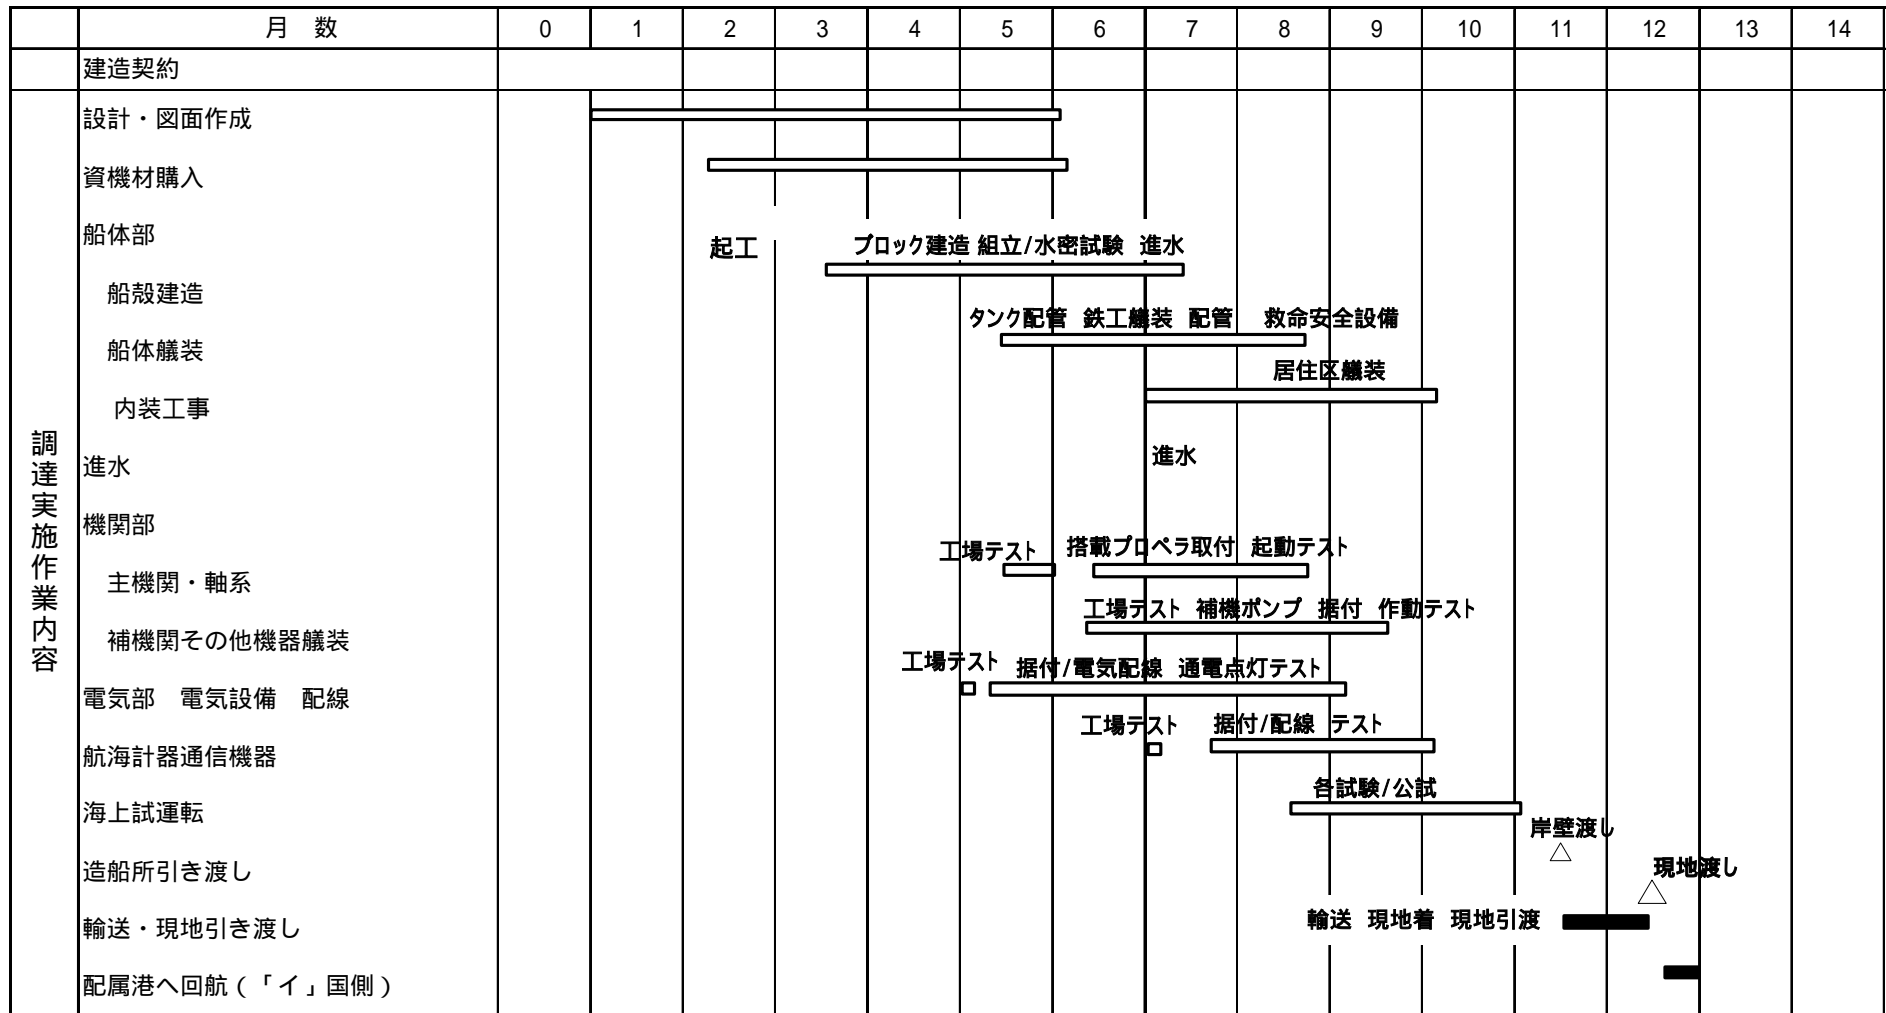 月　数 0 1 2 3 4 5 6 7 8 9 10 11 12 13 14
建造契約
調達実施作業内容
設計・図面作成
資機材購入
船体部
起工 ブロック建造 組立/水密試験 進水
船殻建造
タンク配管 鉄工艤装 配管 救命安全設備
船体艤装
居住区艤装
内装工事
進水 進水
機関部
工場テスト 搭載プロペラ取付 起動テスト
主機関・軸系
工場テスト 補機ポンプ 据付 作動テスト
補機関その他機器艤装
工場テスト 据付/電気配線 通電点灯テスト
電気部　電気設備　配線
工場テスト 据付/配線 テスト
航海計器通信機器
各試験/公試
海上試運転
岸壁渡し
造船所引き渡し 現地渡し
輸送・現地引き渡し 輸送 現地着 現地引渡
配属港へ回航(「イ」国側)